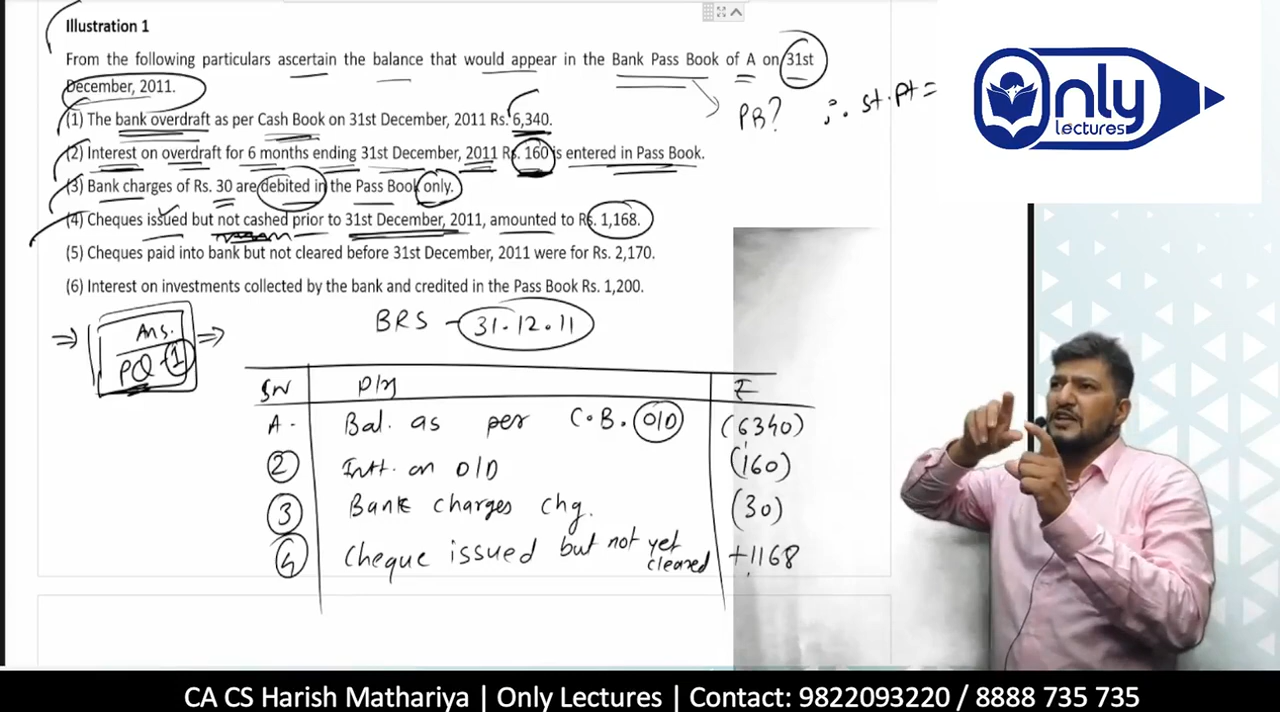 Illustration 1
From the following particulars ascertain the balance that would appear in the Bank Pass Book of A on 31st
December, 2011.
PB? ∴ St. Pt =
Only
lectures
(1) The bank overdraft as per Cash Book on 31st December, 2011 Rs. 6,340.
(2) Interest on overdraft for 6 months ending 31st December, 2011 Rs. 160 is entered in Pass Book.
(3) Bank charges of Rs. 30 are debited in the Pass Book only.
(4) Cheques issued but not cashed prior to 31st December, 2011, amounted to Rs. 1,168.
(5) Cheques paid into bank but not cleared before 31st December, 2011 were for Rs. 2,170.
(6) Interest on investments collected by the bank and credited in the Pass Book Rs. 1,200.
⇒ Ans. ⇒
PQ-1
BRS - 31.12.11
A. Bal. as per C.B. O/D (6340)
2 Intt. on O/D (160)
3 Bank charges chg. (30)
4 Cheque issued but not yet cleared +1168
CA CS Harish Mathariya | Only Lectures | Contact: 9822093220 / 8888 735 735